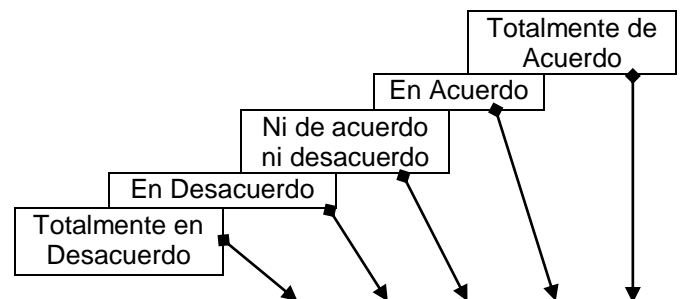 Totalmente de
Acuerdo
En Acuerdo
Ni de acuerdo
ni desacuerdo
En Desacuerdo
Totalmente en
Desacuerdo